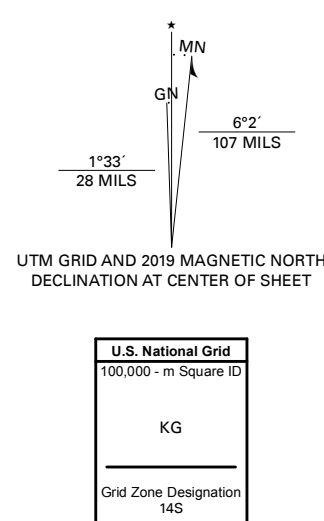 ★
MN
GN
6°2´
107 MILS
1°33´
28 MILS
UTM GRID AND 2019 MAGNETIC NORTH
DECLINATION AT CENTER OF SHEET
U.S. National Grid
100,000 - m Square ID
KG
Grid Zone Designation
14S